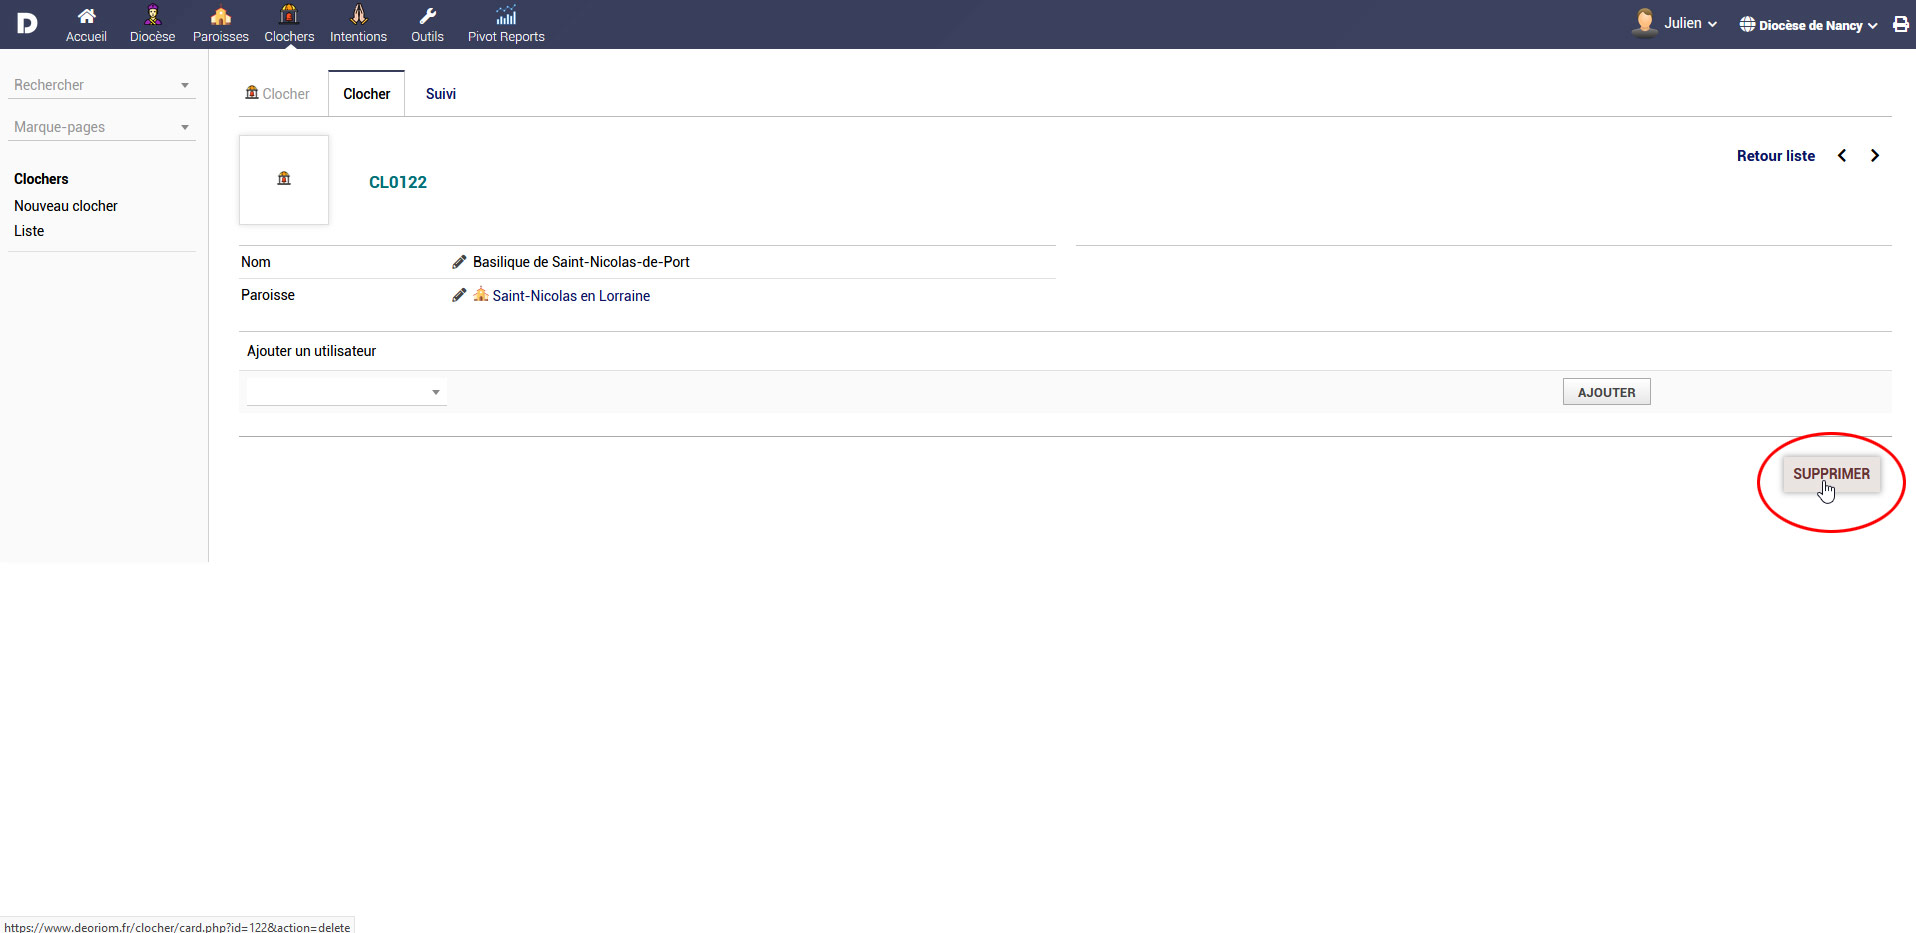 D
Accueil
Diocèse
Paroisses
Clochers
Intentions
Outils
Pivot Reports
Julien
Diocèse de Nancy
Rechercher
Marque-pages
Clochers
Nouveau clocher
Liste
Clocher
Clocher
Suivi
CL0122
Retour liste
Nom
Basilique de Saint-Nicolas-de-Port
Paroisse
Saint-Nicolas en Lorraine
Ajouter un utilisateur
AJOUTER
SUPPRIMER
https://www.deoriom.fr/clocher/card.php?id=122&action=delete